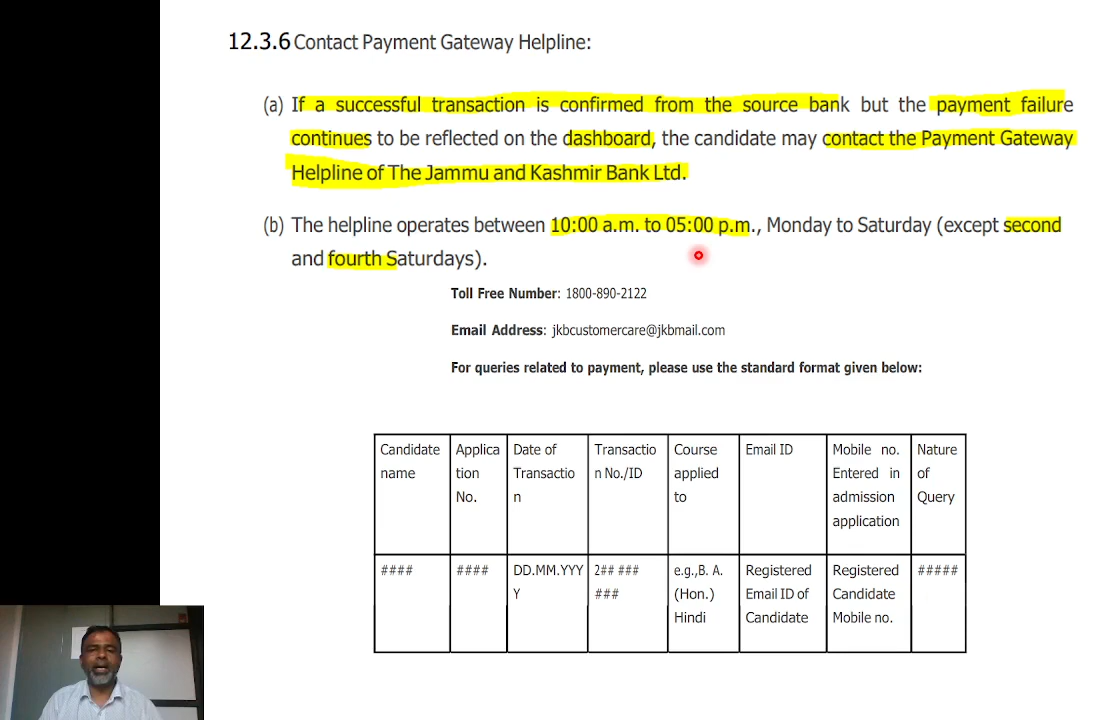 12.3.6 Contact Payment Gateway Helpline:
(a) If a successful transaction is confirmed from the source bank but the payment failure
continues to be reflected on the dashboard, the candidate may contact the Payment Gateway
Helpline of The Jammu and Kashmir Bank Ltd.
(b) The helpline operates between 10:00 a.m. to 05:00 p.m., Monday to Saturday (except second
and fourth Saturdays).
Toll Free Number: 1800-890-2122
Email Address: jkbcustomercare@jkbmail.com
For queries related to payment, please use the standard format given below:
Candidate Applica Date of Transactio Course Email ID Mobile no. Nature
name tion Transactio n No./ID applied Entered in of
No. n to admission Query
application
#### #### DD.MM.YYY 2## ### e.g.,B. A. Registered Registered #####
Y ### (Hon.) Email ID of Candidate
Hindi Candidate Mobile no.